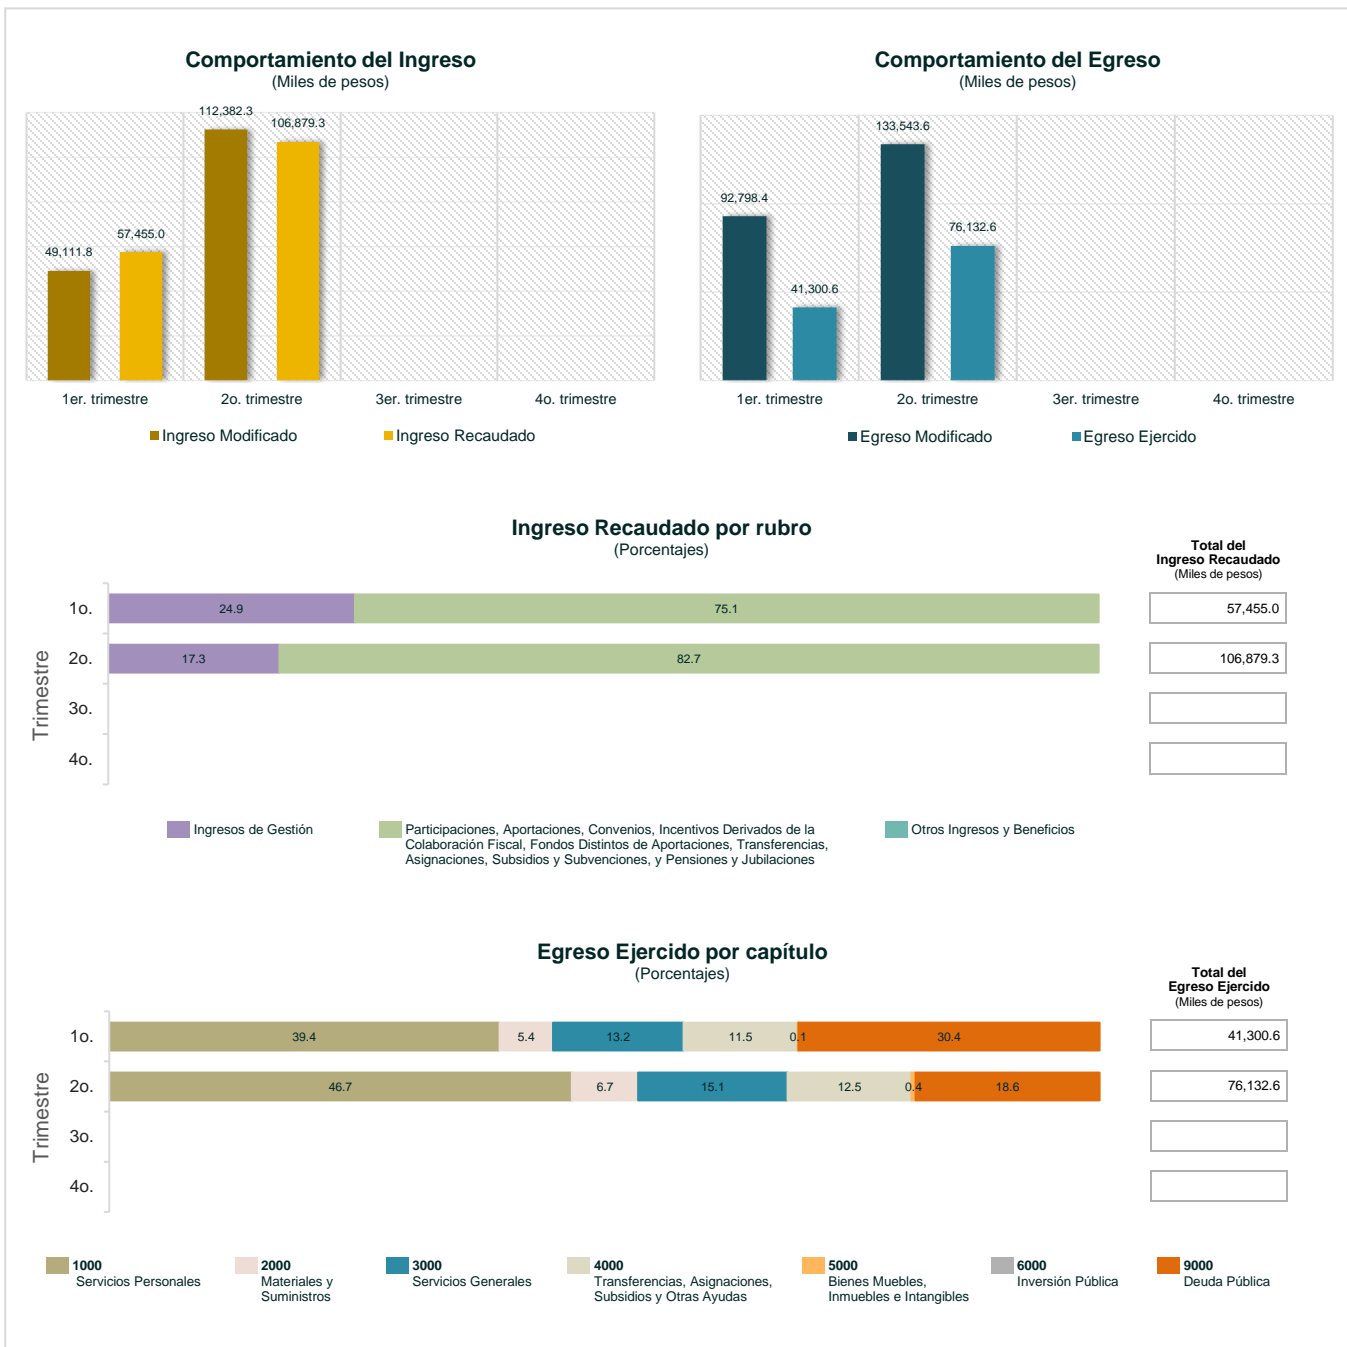 Comportamiento del Ingreso
(Miles de pesos)
112,382.3
106,879.3
57,455.0
49,111.8
1er. trimestre
2o. trimestre
3er. trimestre
4o. trimestre
Ingreso Modificado
Ingreso Recaudado
Comportamiento del Egreso
(Miles de pesos)
133,543.6
92,798.4
76,132.6
41,300.6
1er. trimestre
2o. trimestre
3er. trimestre
4o. trimestre
Egreso Modificado
Egreso Ejercido
Ingreso Recaudado por rubro
(Porcentajes)
Total del
Ingreso Recaudado
(Miles de pesos)
Trimestre
1o.
24.9
75.1
57,455.0
2o.
17.3
82.7
106,879.3
3o.
4o.
Ingresos de Gestión
Participaciones, Aportaciones, Convenios, Incentivos Derivados de la
Colaboración Fiscal, Fondos Distintos de Aportaciones, Transferencias,
Asignaciones, Subsidios y Subvenciones, y Pensiones y Jubilaciones
Otros Ingresos y Beneficios
Egreso Ejercido por capítulo
(Porcentajes)
Total del
Egreso Ejercido
(Miles de pesos)
Trimestre
1o.
39.4
5.4
13.2
11.5
0.1
30.4
41,300.6
2o.
46.7
6.7
15.1
12.5
0.4
18.6
76,132.6
3o.
4o.
1000
Servicios Personales
2000
Materiales y
Suministros
3000
Servicios Generales
4000
Transferencias, Asignaciones,
Subsidios y Otras Ayudas
5000
Bienes Muebles,
Inmuebles e Intangibles
6000
Inversión Pública
9000
Deuda Pública